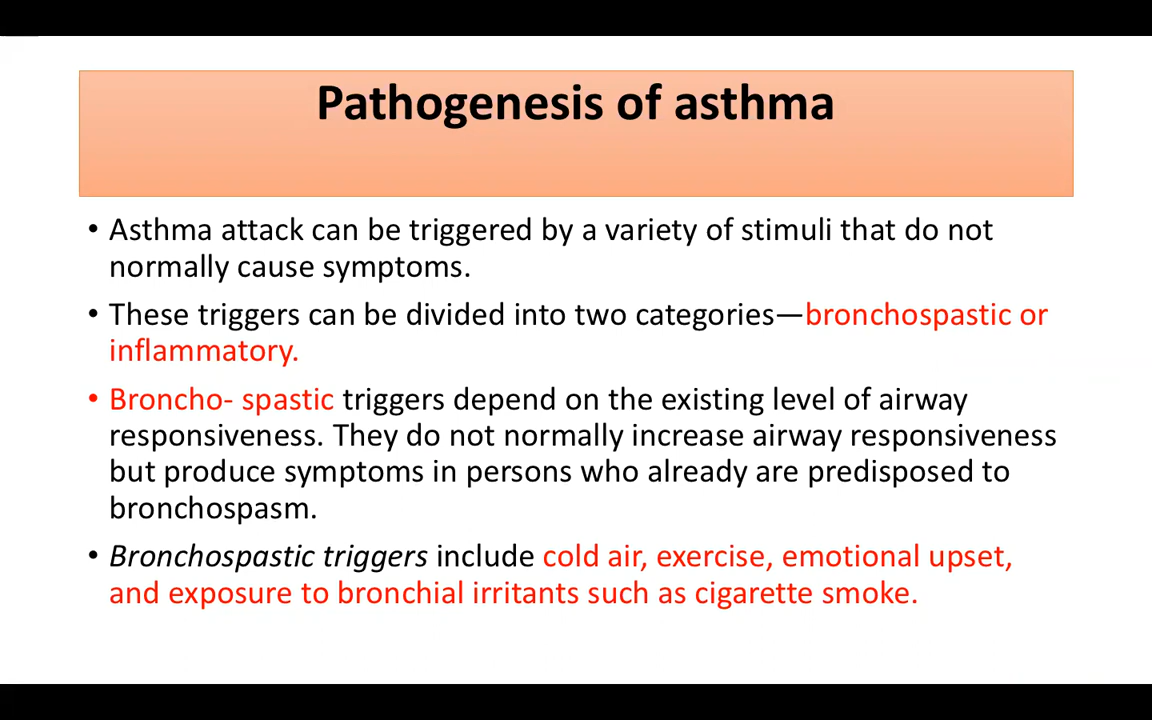 Pathogenesis of asthma
• Asthma attack can be triggered by a variety of stimuli that do not
normally cause symptoms.
• These triggers can be divided into two categories—bronchospastic or
inflammatory.
• Broncho- spastic triggers depend on the existing level of airway
responsiveness. They do not normally increase airway responsiveness
but produce symptoms in persons who already are predisposed to
bronchospasm.
• Bronchospastic triggers include cold air, exercise, emotional upset,
and exposure to bronchial irritants such as cigarette smoke.